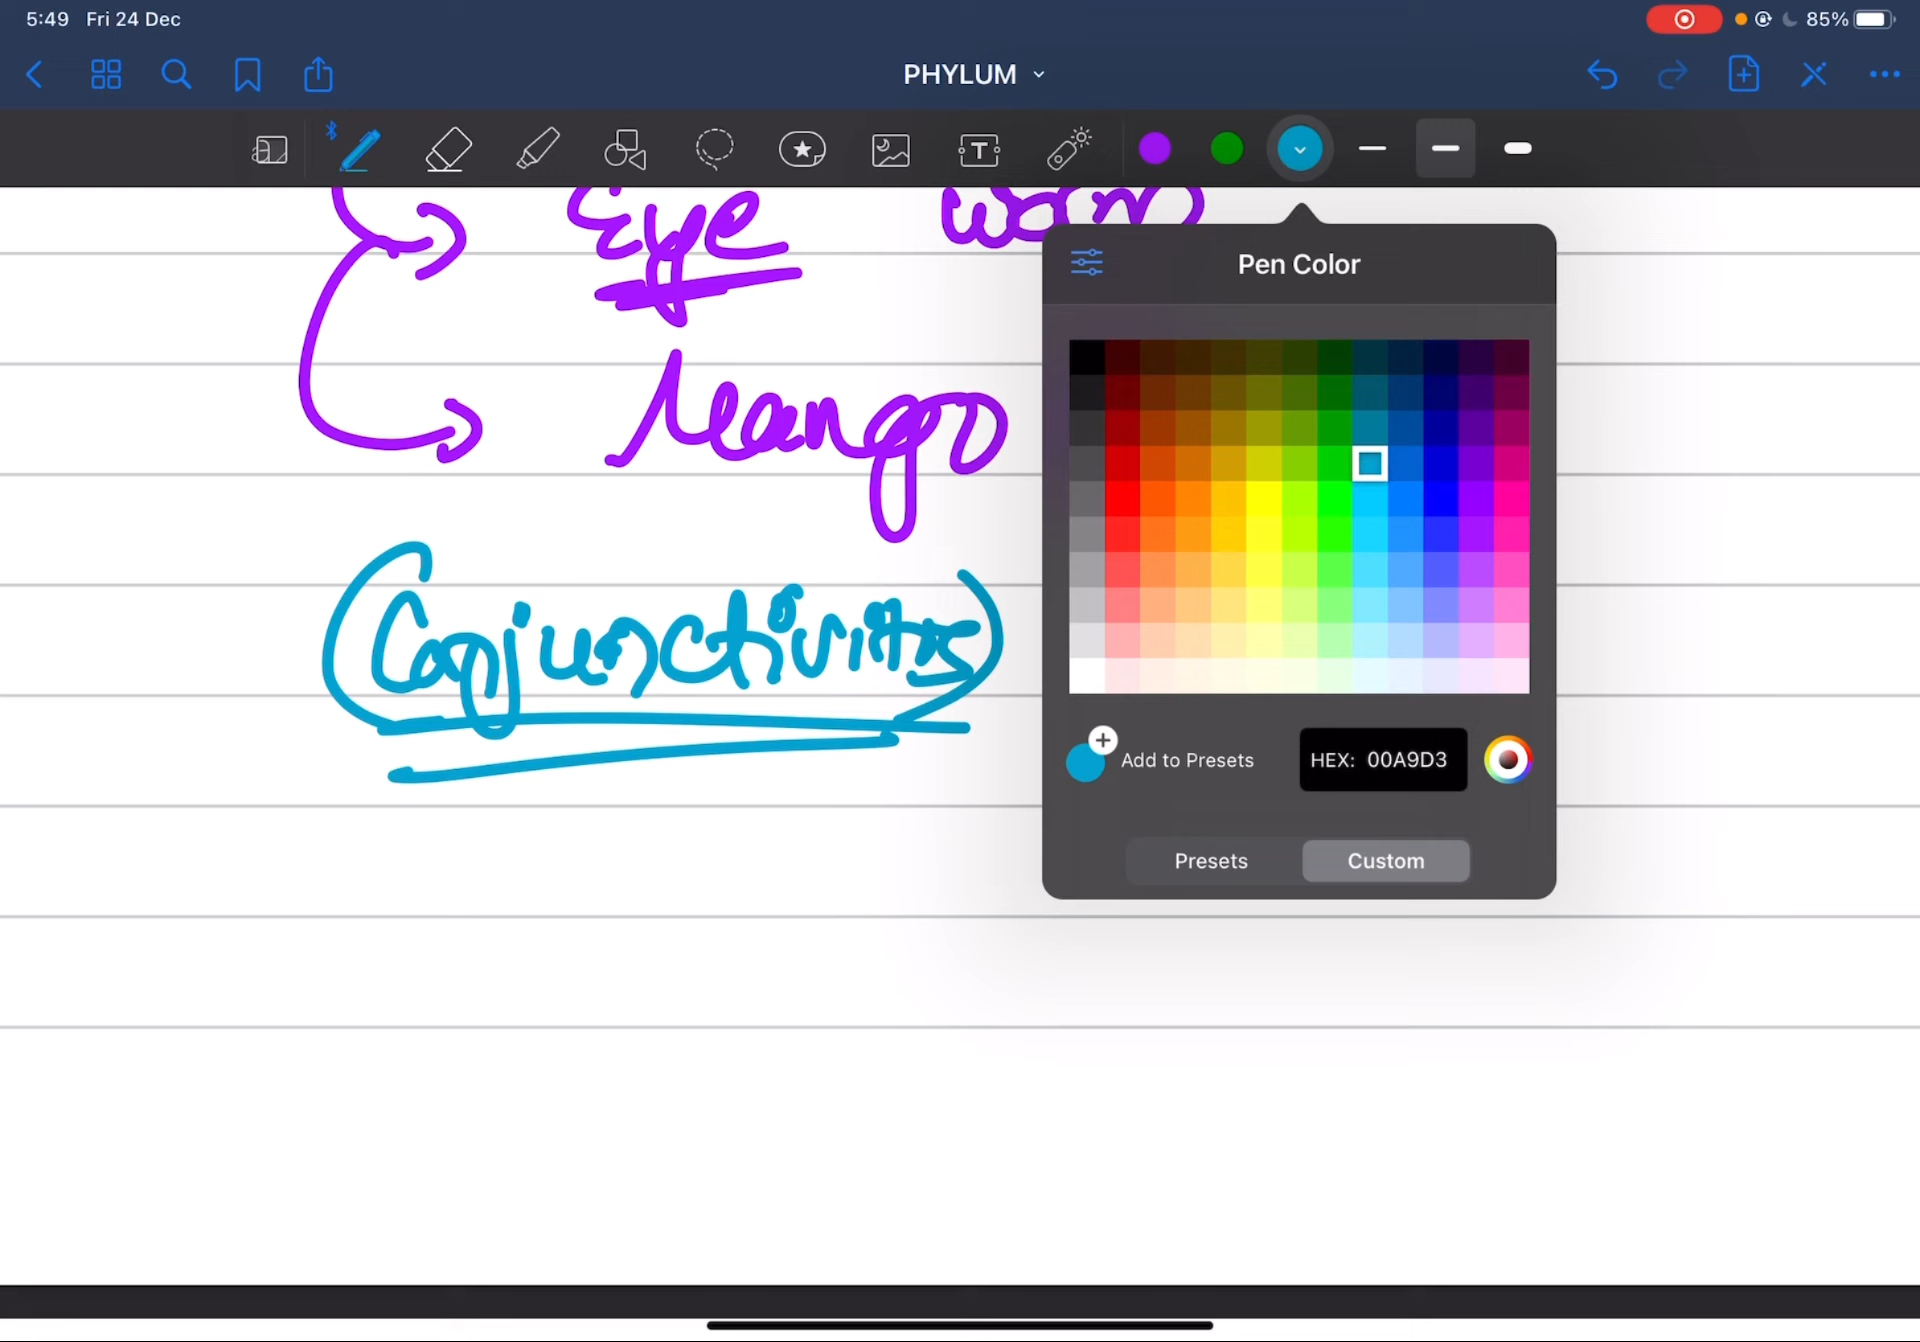 5:49 Fri 24 Dec 85%
PHYLUM
Eye worm
Mango
(Conjunctivitis)
Pen Color
Add to Presets HEX: 00A9D3
Presets Custom